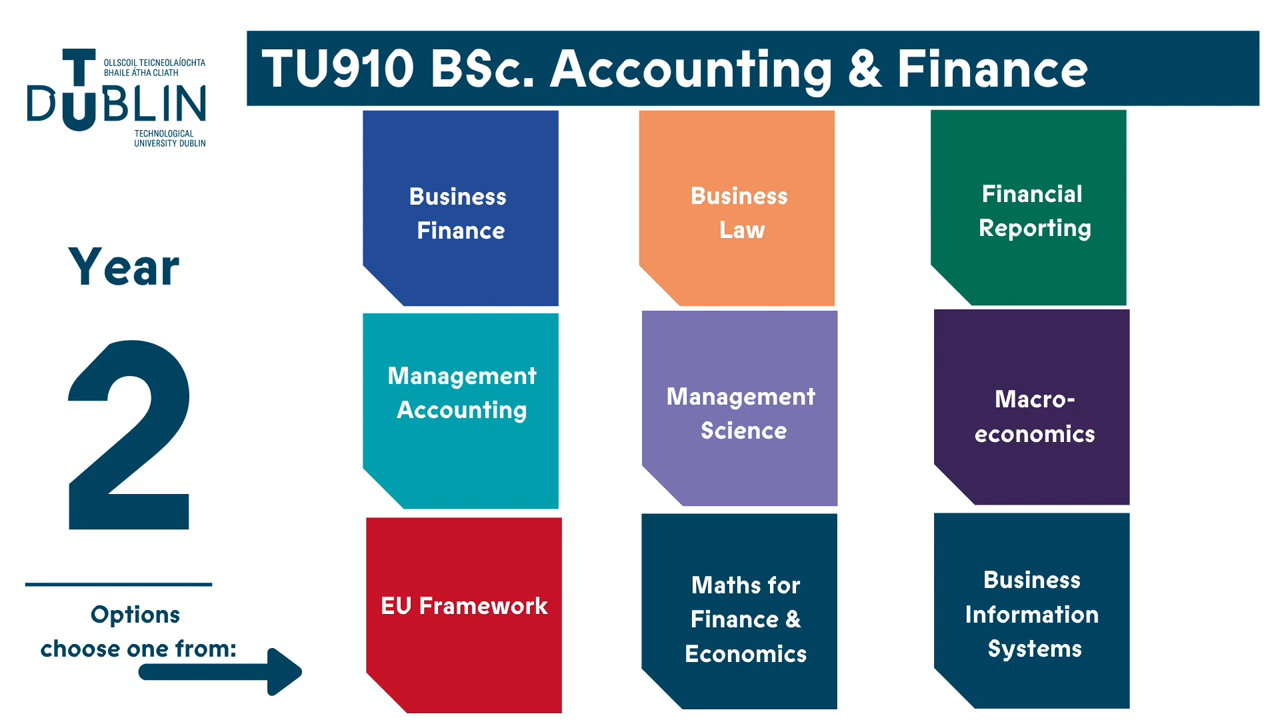 OLLSCOIL TEICNEOLAÍOCHTA
BHAILE ÁTHA CLIATH
TU DUBLIN
TECHNOLOGICAL
UNIVERSITY DUBLIN
TU910 BSc. Accounting & Finance
Year
2
Options
choose one from:
Business
Finance
Business
Law
Financial
Reporting
Management
Accounting
Management
Science
Macro-
economics
EU Framework
Maths for
Finance &
Economics
Business
Information
Systems